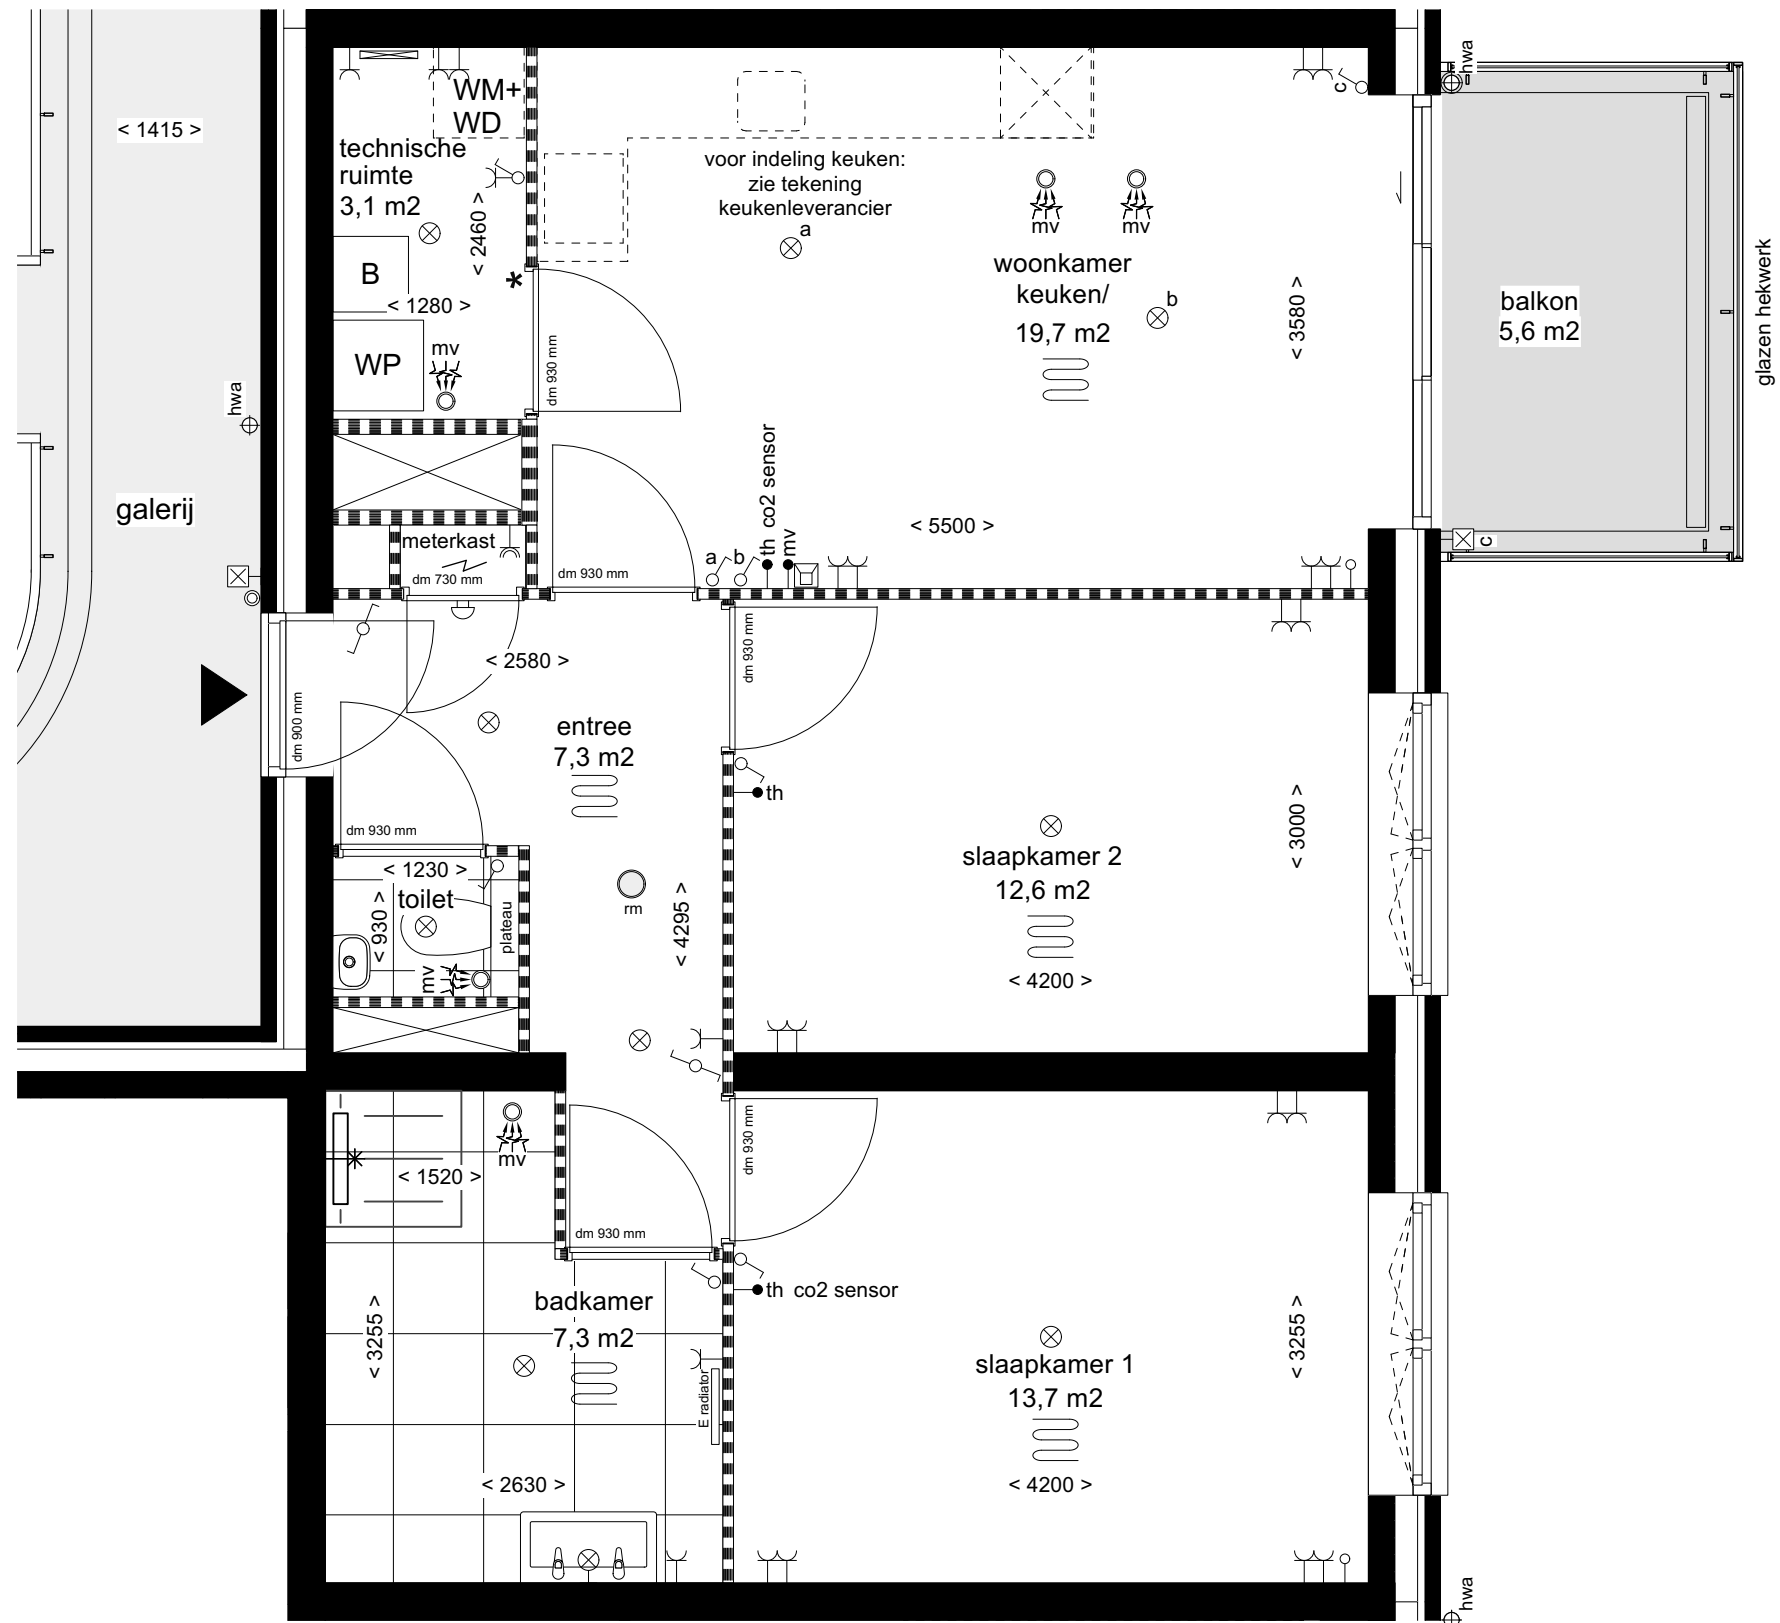 < 1415 >
galerij
hwa
WM+
WD
technische
ruimte
3,1 m2
< 2460 >
B
< 1280 >
*
WP
mv
dm 930 mm
voor indeling keuken:
zie tekening
keukenleverancier
a
mv
mv
woonkamer
keuken/
19,7 m2
b
< 3580 >
c
hwa
balkon
5,6 m2
glazen hekwerk
c
< 5500 >
a
b
th co2 sensor
mv
meterkast
dm 730 mm
dm 930 mm
< 2580 >
dm 900 mm
entree
7,3 m2
dm 930 mm
th
dm 930 mm
< 1230 >
toilet
< 930 >
plateau
mv
rm
< 4295 >
slaapkamer 2
12,6 m2
< 4200 >
< 3000 >
mv
< 1520 >
dm 930 mm
dm 930 mm
th co2 sensor
badkamer
7,3 m2
< 3255 >
E radiator
< 2630 >
slaapkamer 1
13,7 m2
< 4200 >
< 3255 >
hwa